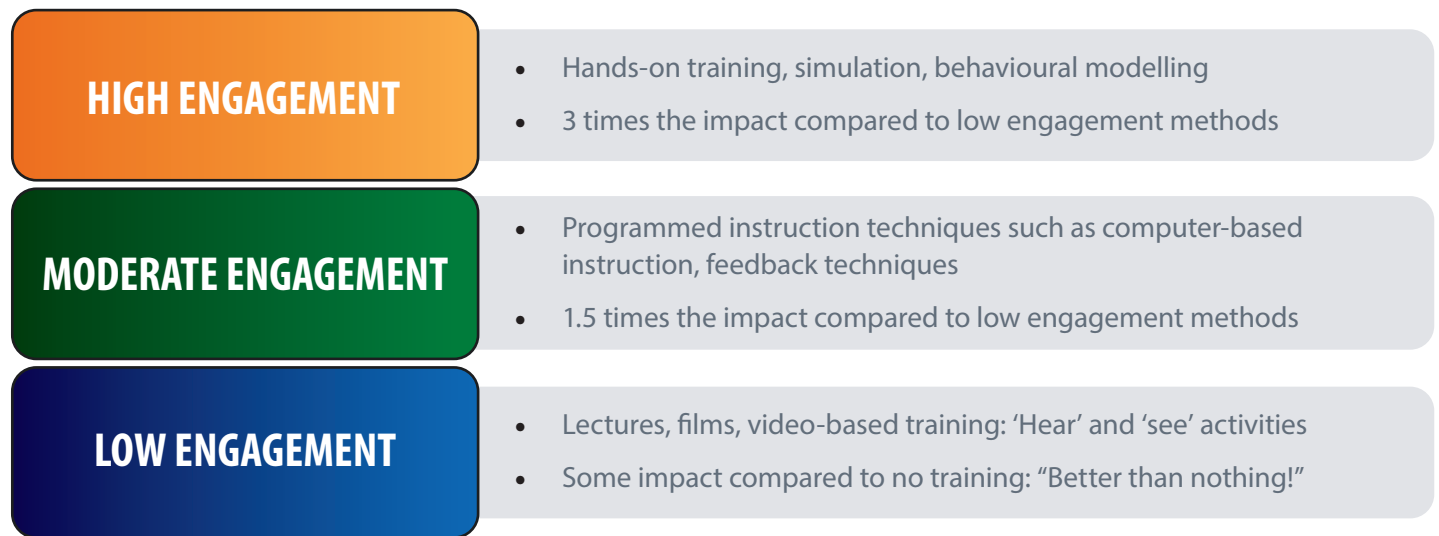 HIGH ENGAGEMENT
• Hands-on training, simulation, behavioural modelling
• 3 times the impact compared to low engagement methods
MODERATE ENGAGEMENT
• Programmed instruction techniques such as computer-based
instruction, feedback techniques
• 1.5 times the impact compared to low engagement methods
LOW ENGAGEMENT
• Lectures, films, video-based training: ‘Hear’ and ‘see’ activities
• Some impact compared to no training: “Better than nothing!”